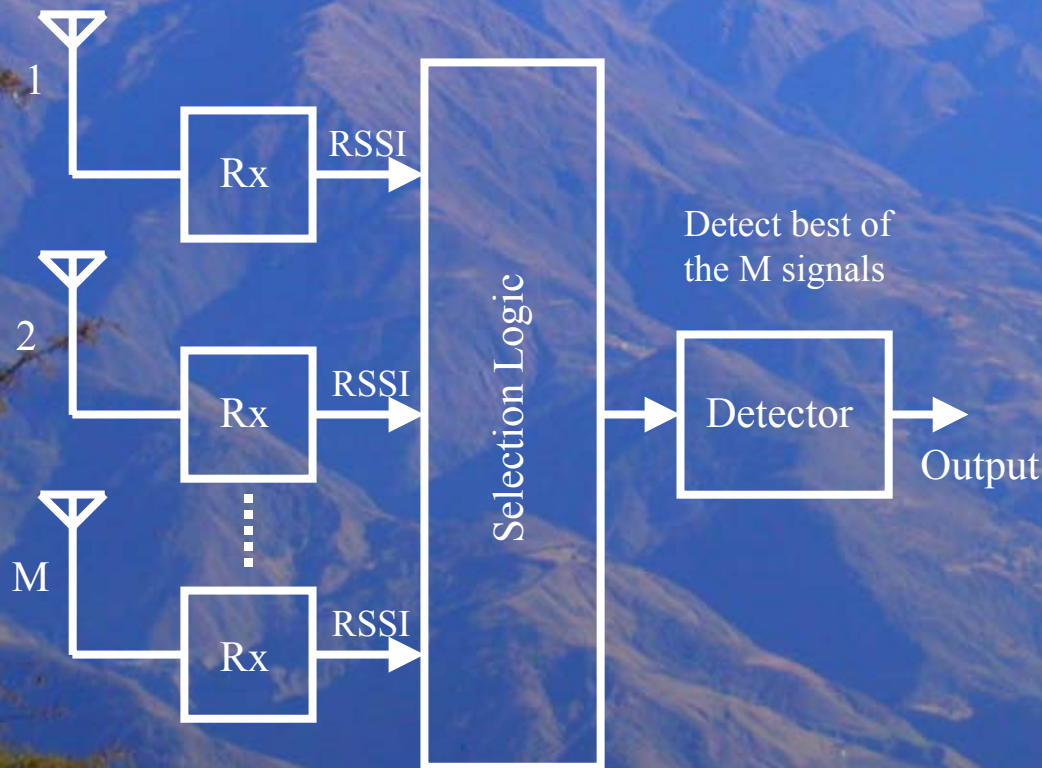 1
Rx
RSSI
Detect best of
the M signals
2
Rx
RSSI
Selection Logic
Detector
Output
M
Rx
RSSI